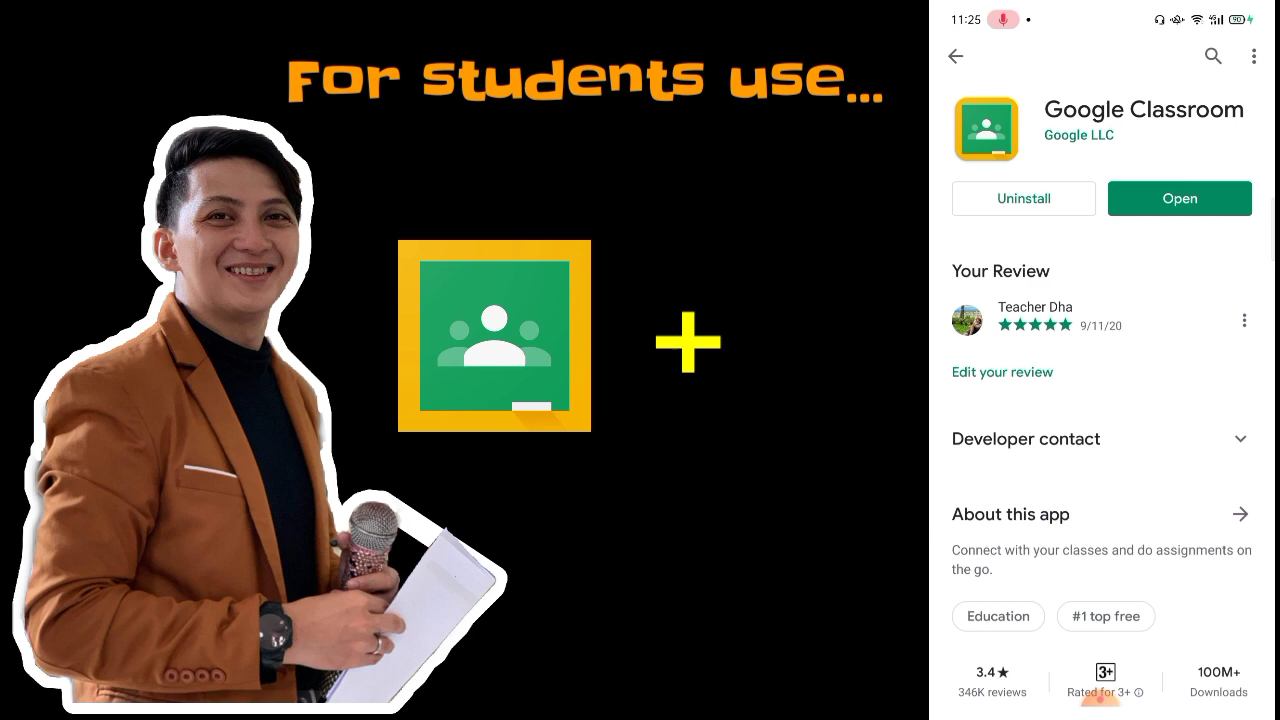 For students use...
11:25
90
Google Classroom
Google LLC
Uninstall
Open
Your Review
Teacher Dha
★★★★★ 9/11/20
Edit your review
Developer contact
About this app
Connect with your classes and do assignments on
the go.
Education
#1 top free
3.4★
346K reviews
3+
Rated for 3+
100M+
Downloads